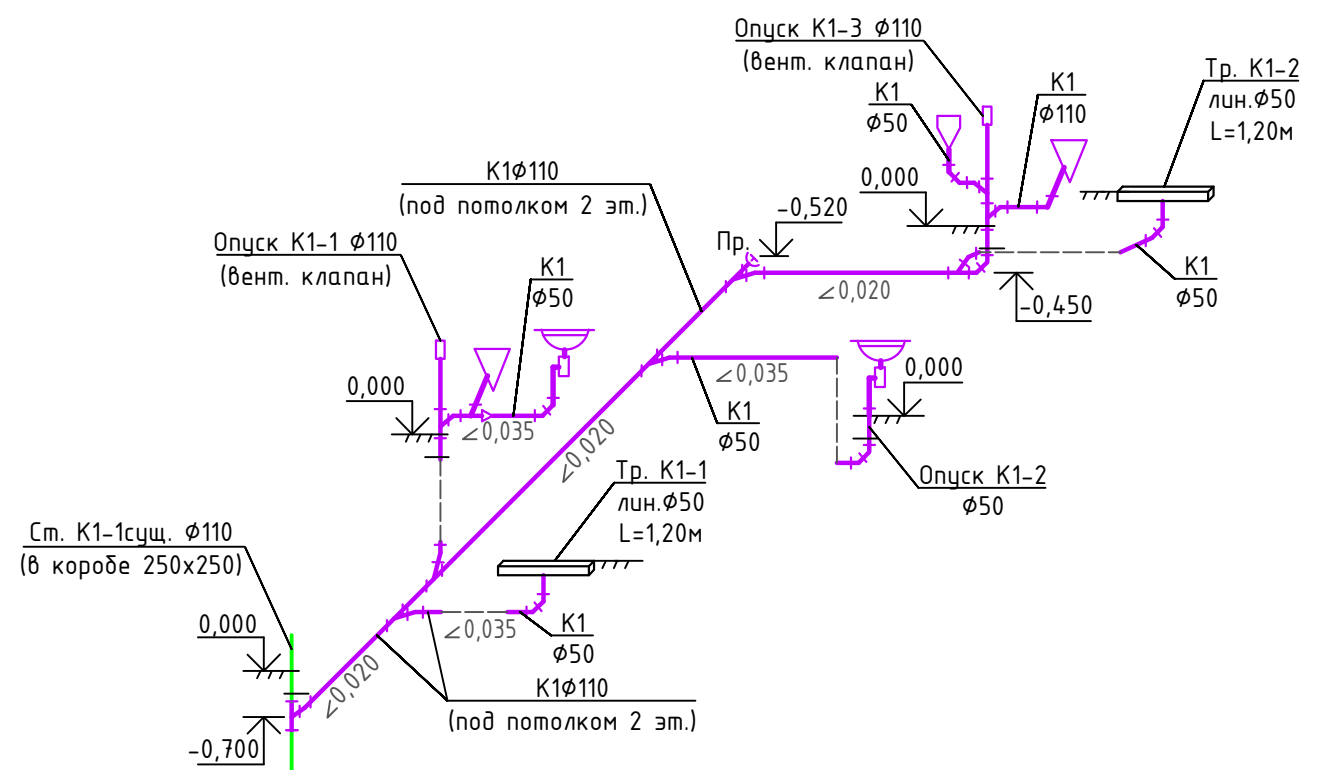 Опуск К1-3 Ф110
(вент. клапан)
Тр. К1-2
лин.Ф50
L=1,20м
К1
Ф50
К1
Ф110
К1Ф110
(под потолком 2 эт.)
0,000
-0,520
Пр.
Опуск К1-1 Ф110
(вент. клапан)
К1
Ф50
К1
Ф50
∠0,020
-0,450
0,000
∠0,035
0,000
∠0,035
К1
Ф50
∠0,020
Опуск К1-2
Ф50
Тр. К1-1
лин.Ф50
L=1,20м
Ст. К1-1сущ. Ф110
(в коробе 250х250)
0,000
∠0,035
К1
Ф50
∠0,020
К1Ф110
(под потолком 2 эт.)
-0,700